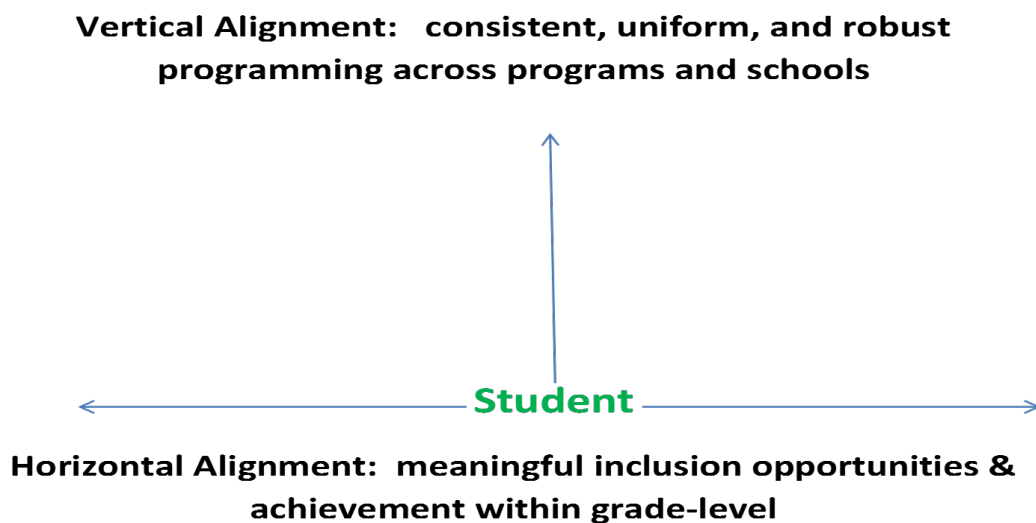 Vertical Alignment: consistent, uniform, and robust
programming across programs and schools
Student
Horizontal Alignment: meaningful inclusion opportunities &
achievement within grade-level